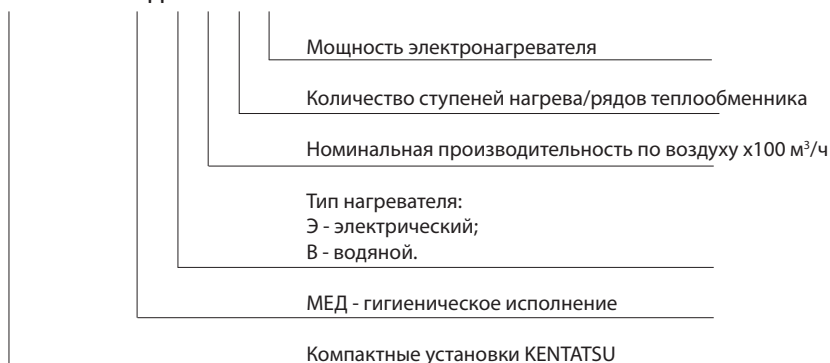 Мощность электронагревателя
Количество ступеней нагрева/рядов теплообменника
Номинальная производительность по воздуху x100 м³/ч
Тип нагревателя:
Э - электрический;
В - водяной.
МЕД - гигиеническое исполнение
Компактные установки KENTATSU